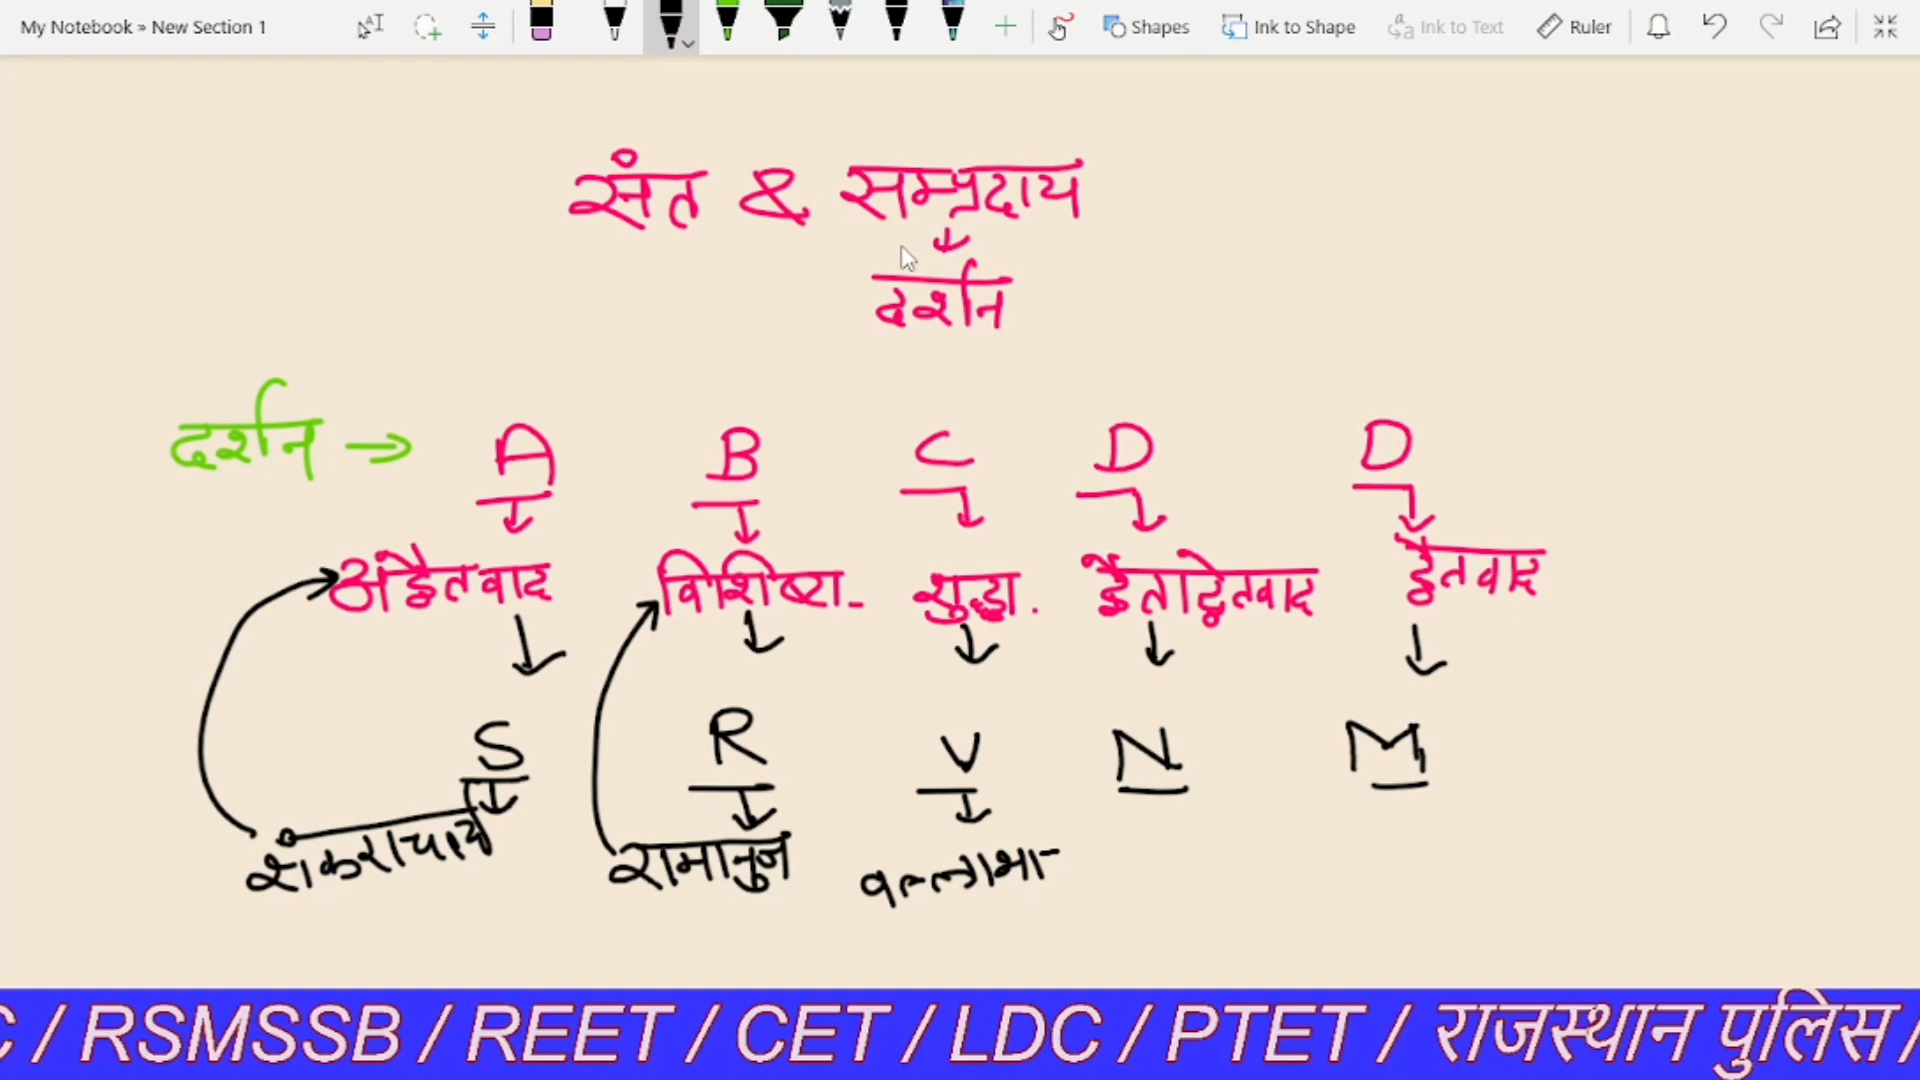 My Notebook » New Section 1 Shapes Ink to Shape Ink to Text Ruler
संत & सम्प्रदाय
दर्शन
दर्शन → A B C D D
अद्वैतवाद विशिष्टा- शुद्धा. द्वैताद्वैतवाद द्वैतवाद
S R V N M
शंकराचार्य रामानुज वल्लभा-
C / RSMSSB / REET / CET / LDC / PTET / राजस्थान पुलिस /